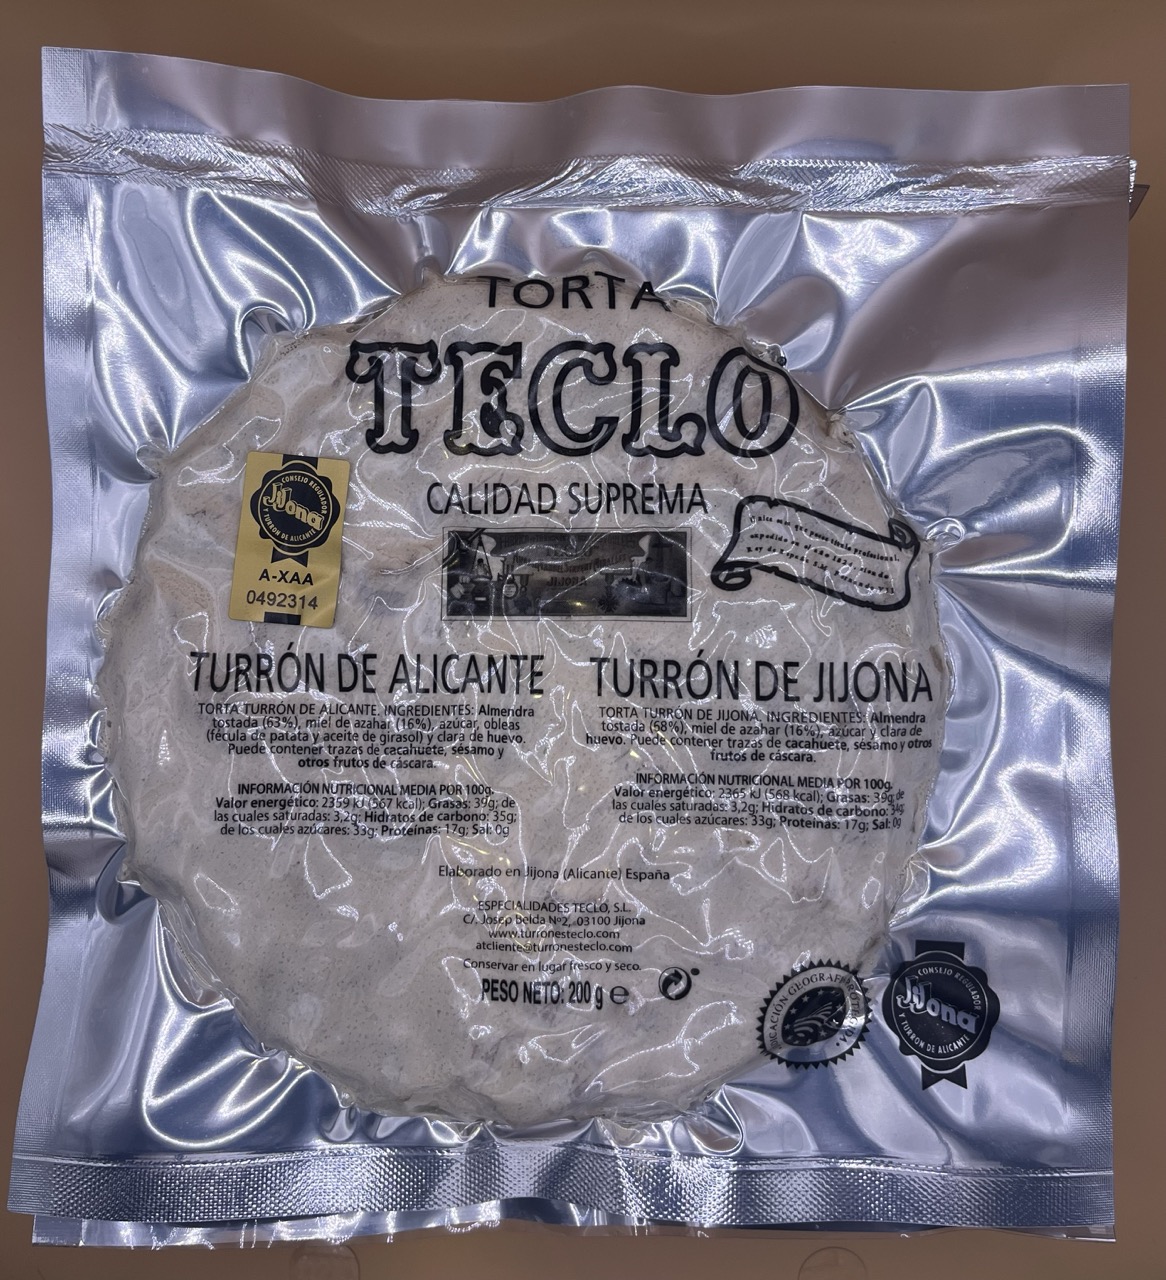 TORTA
TECLO
CALIDAD SUPREMA
CONSEJO REGULADOR
Jijona
Y TURRÓN DE ALICANTE
A-XAA
0492314
TURRÓN DE ALICANTE
TORTA TURRÓN DE ALICANTE. INGREDIENTES: Almendra
tostada (63%), miel de azahar (16%), azúcar, obleas
(fécula de patata y aceite de girasol) y clara de huevo.
Puede contener trazas de cacahuete, sésamo y
otros frutos de cáscara.
INFORMACIÓN NUTRICIONAL MEDIA POR 100g.
Valor energético: 2359 kJ (567 kcal); Grasas: 39g; de
las cuales saturadas: 3,2g; Hidratos de carbono: 35g;
de los cuales azúcares: 33g; Proteínas: 17g; Sal: 0g
TURRÓN DE JIJONA
TORTA TURRÓN DE JIJONA. INGREDIENTES: Almendra
tostada (68%), miel de azahar (16%), azúcar y clara de
huevo. Puede contener trazas de cacahuete, sésamo y otros
frutos de cáscara.
INFORMACIÓN NUTRICIONAL MEDIA POR 100g.
Valor energético: 2365 kJ (568 kcal); Grasas: 39g; de
las cuales saturadas: 3,2g; Hidratos de carbono: 34g;
de los cuales azúcares: 33g; Proteínas: 17g; Sal: 0g
Elaborado en Jijona (Alicante) España
ESPECIALIDADES TECLO, S.L.
C/. Josep Belda Nº2, 03100 Jijona
www.turronesteclo.com
atcliente@turronesteclo.com
Conservar en lugar fresco y seco.
PESO NETO: 200 g e
INDICACIÓN GEOGRÁFICA PROTEGIDA
CONSEJO REGULADOR
Jijona
Y TURRÓN DE ALICANTE